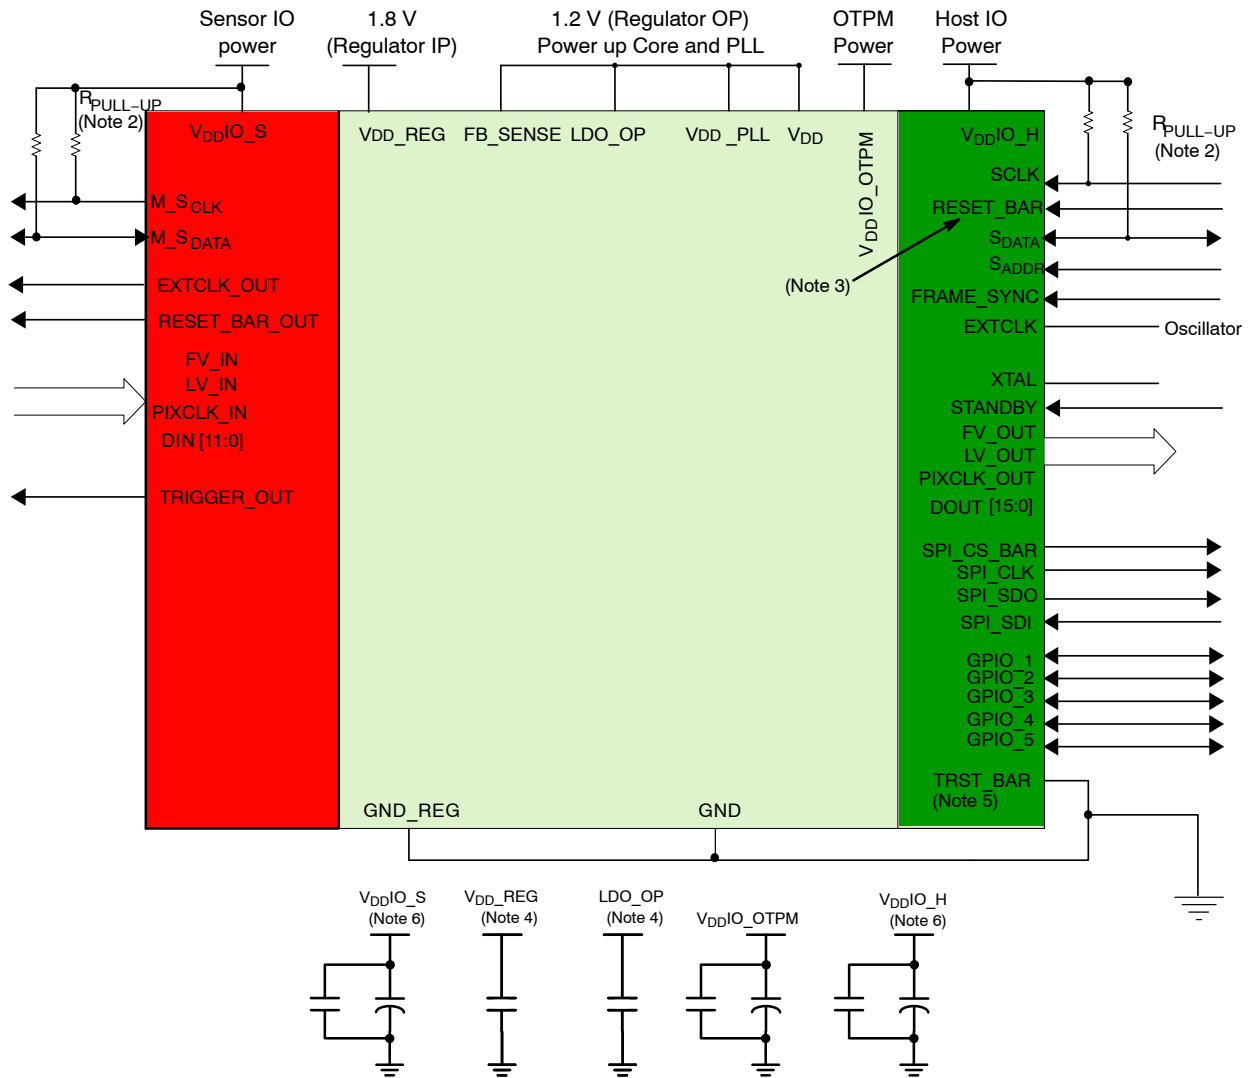 Sensor IO
power
1.8 V
(Regulator IP)
1.2 V (Regulator OP)
Power up Core and PLL
OTPM
Power
Host IO
Power
RPULL−UP
(Note 2)
VDDIO_S
VDD_REG
FB_SENSE
LDO_OP
VDD_PLL
VDD
VDDIO_OTPM
VDDIO_H
RPULL−UP
(Note 2)
M_SCLK
M_SDATA
EXTCLK_OUT
RESET_BAR_OUT
FV_IN
LV_IN
PIXCLK_IN
DIN [11:0]
TRIGGER_OUT
(Note 3)
SCLK
RESET_BAR
SDATA
SADDR
FRAME_SYNC
EXTCLK
Oscillator
XTAL
STANDBY
FV_OUT
LV_OUT
PIXCLK_OUT
DOUT [15:0]
SPI_CS_BAR
SPI_CLK
SPI_SDO
SPI_SDI
GPIO_1
GPIO_2
GPIO_3
GPIO_4
GPIO_5
TRST_BAR
(Note 5)
GND_REG
GND
VDDIO_S
(Note 6)
VDD_REG
(Note 4)
LDO_OP
(Note 4)
VDDIO_OTPM
VDDIO_H
(Note 6)